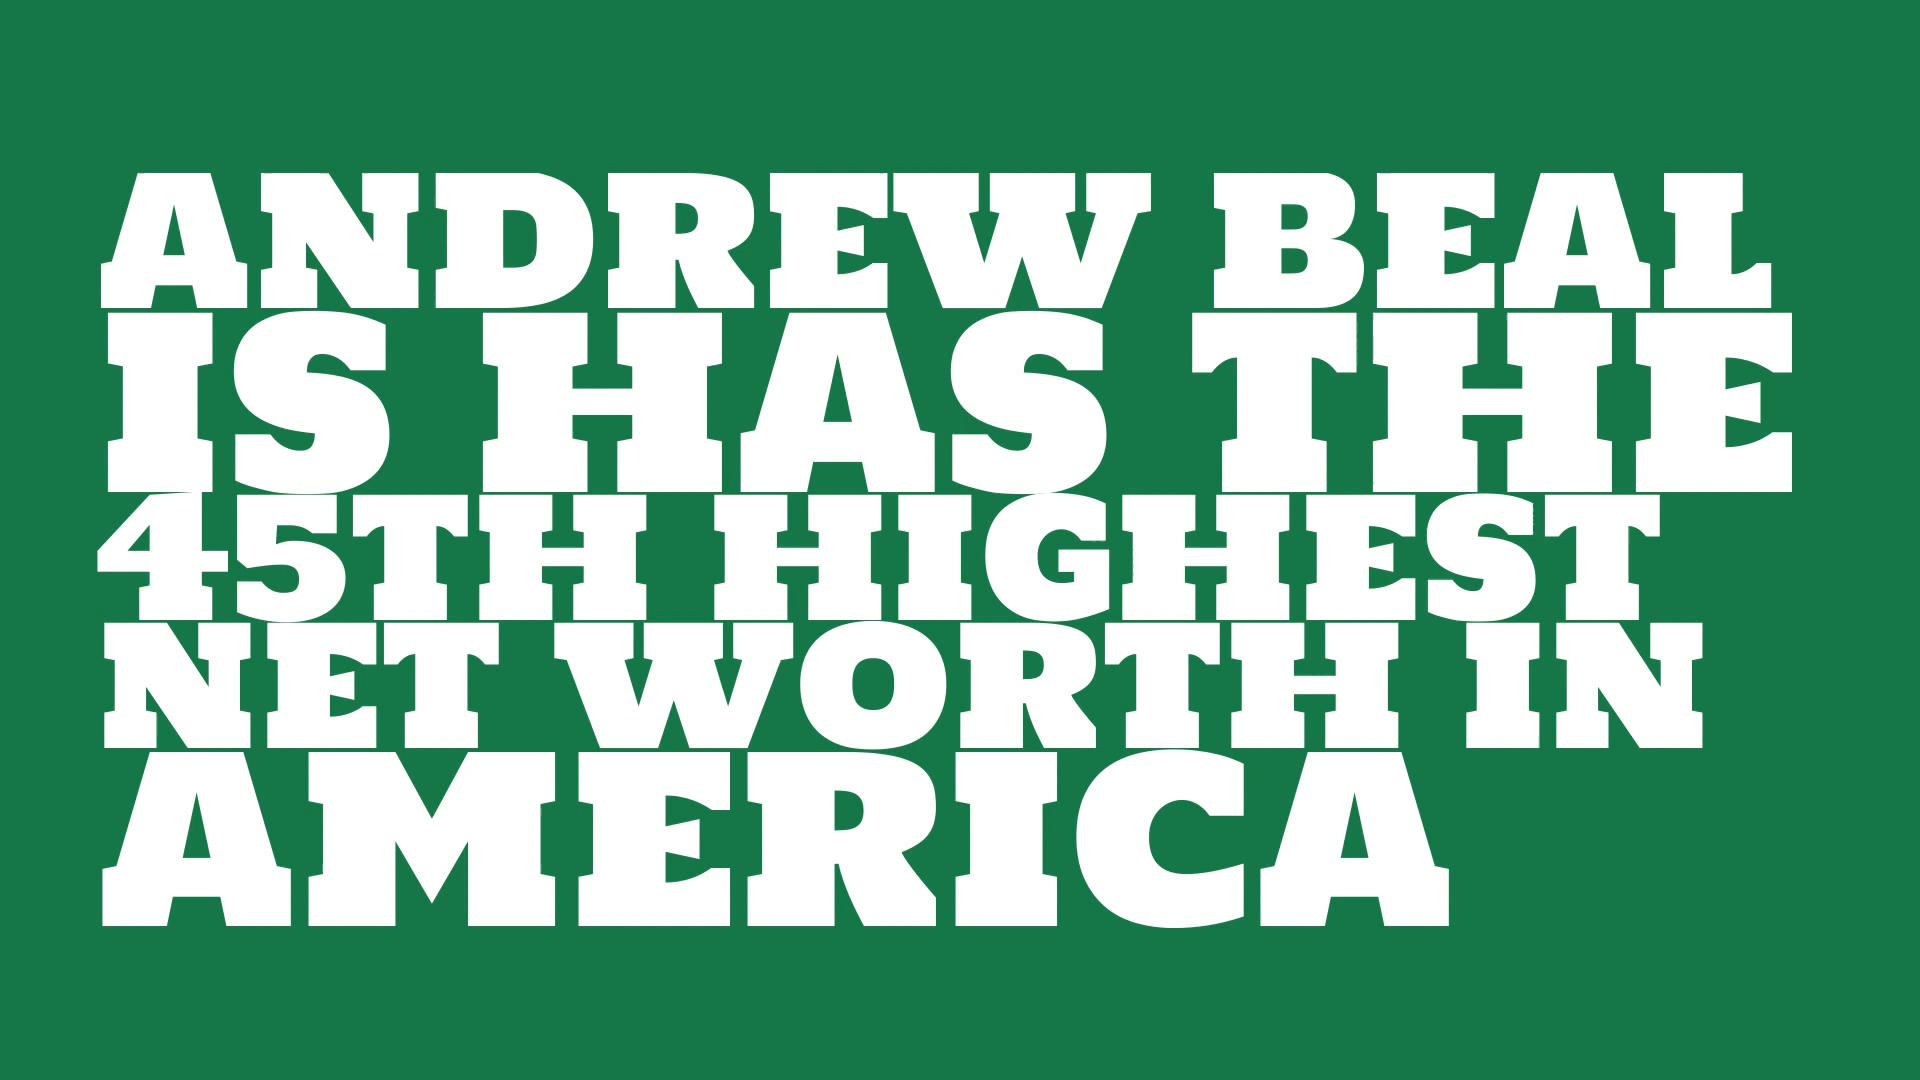 ANDREW BEAL
IS HAS THE
45TH HIGHEST
NET WORTH IN
AMERICA